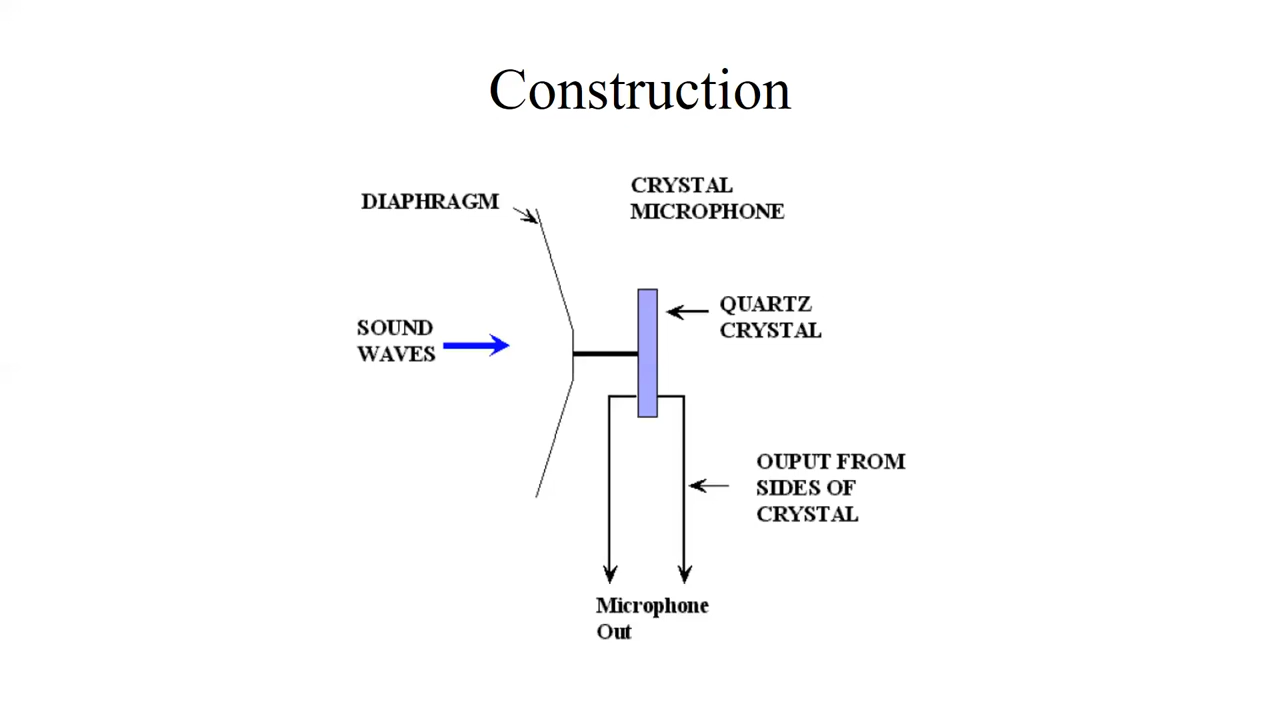 Construction
DIAPHRAGM
CRYSTAL
MICROPHONE
SOUND
WAVES
QUARTZ
CRYSTAL
OUPUT FROM
SIDES OF
CRYSTAL
Microphone
Out